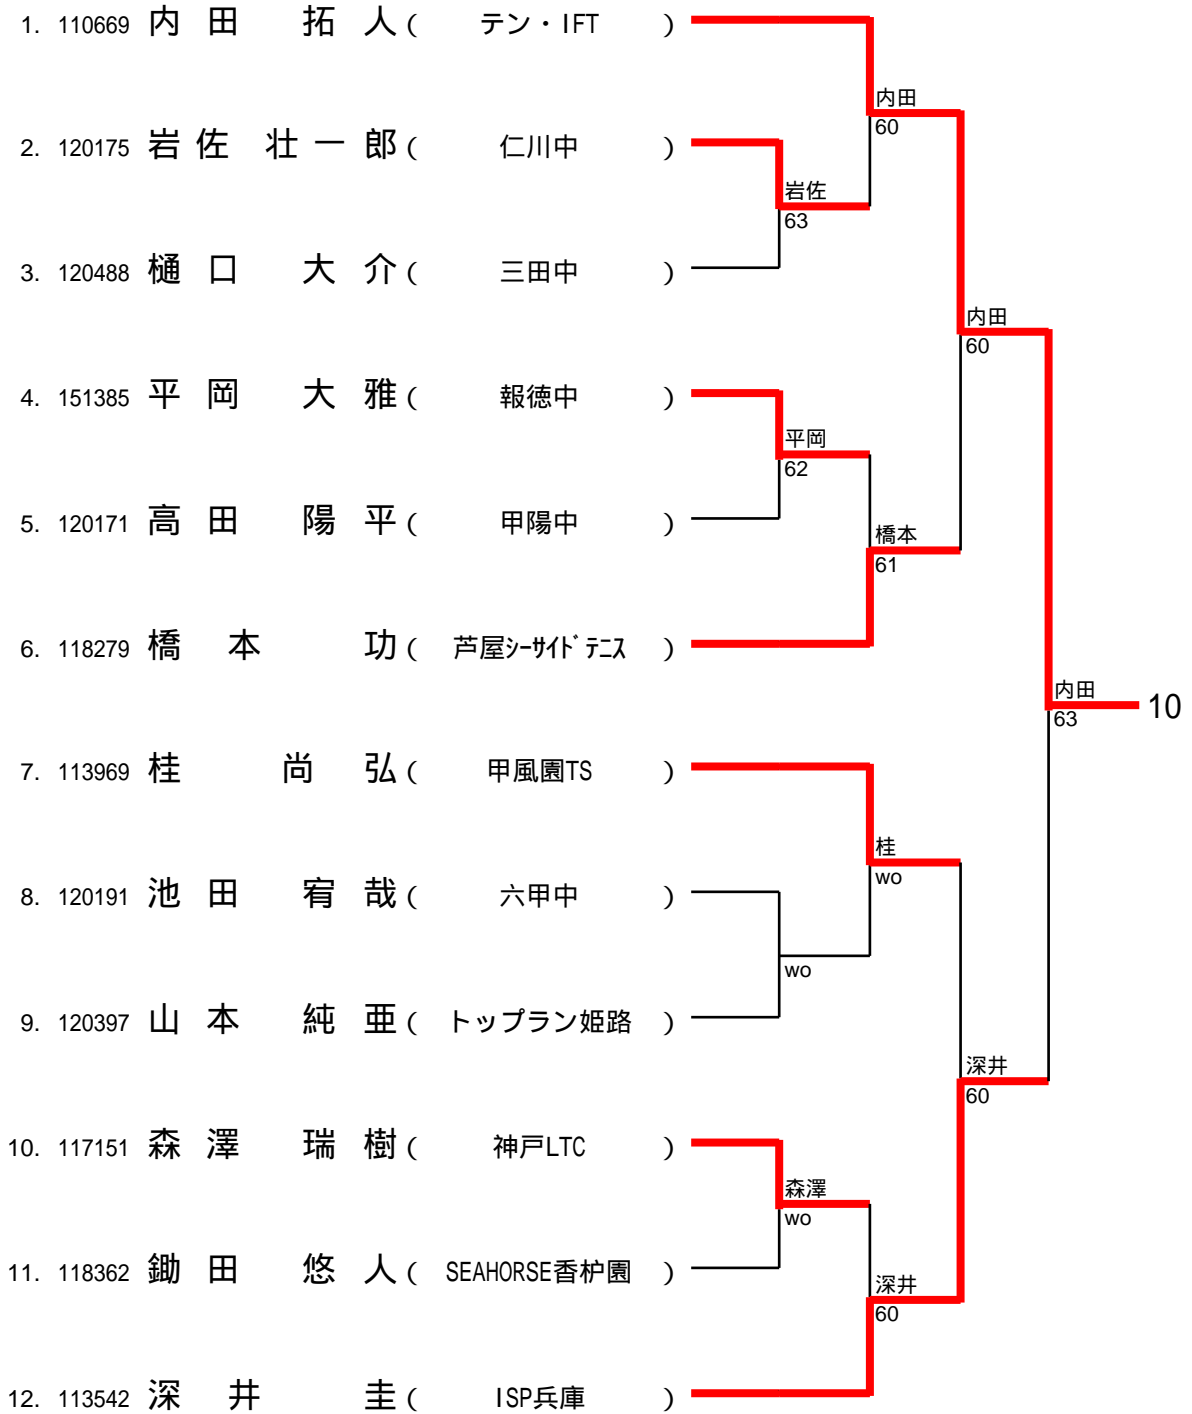 1. 110669 内田 拓人 ( テン・IFT )
内田
60
2. 120175 岩佐 壮一郎 ( 仁川中 )
岩佐
63
3. 120488 樋口 大介 ( 三田中 )
内田
60
4. 151385 平岡 大雅 ( 報徳中 )
平岡
62
5. 120171 高田 陽平 ( 甲陽中 )
橋本
61
6. 118279 橋本 功 ( 芦屋ｼｰｻｲﾄﾞﾃﾆｽ )
内田
63
10
7. 113969 桂 尚弘 ( 甲風園TS )
桂
wo
8. 120191 池田 宥哉 ( 六甲中 )
wo
9. 120397 山本 純亜 ( トップラン姫路 )
深井
60
10. 117151 森澤 瑞樹 ( 神戸LTC )
森澤
wo
11. 118362 鋤田 悠人 ( SEAHORSE香枦園 )
深井
60
12. 113542 深井 圭 ( ISP兵庫 )